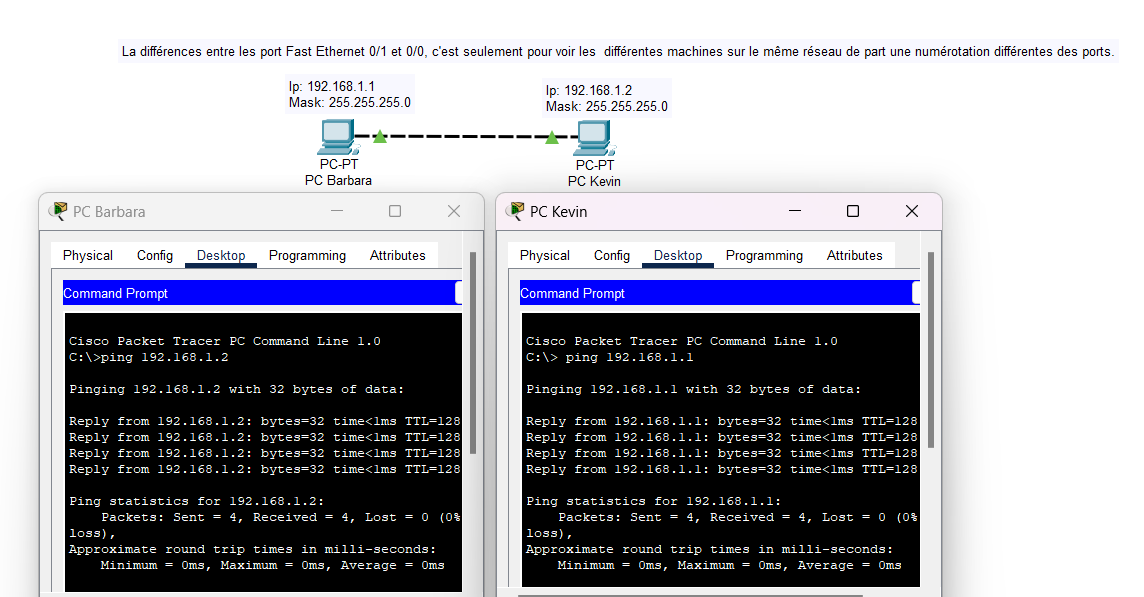 La différences entre les port Fast Ethernet 0/1 et 0/0, c'est seulement pour voir les  différentes machines sur le même réseau de part une numérotation différentes des ports.
Ip: 192.168.1.1
Mask: 255.255.255.0
Ip: 192.168.1.2
Mask: 255.255.255.0
PC-PT
PC Barbara
PC-PT
PC Kevin
PC Barbara
Physical Config Desktop Programming Attributes
Command Prompt
Cisco Packet Tracer PC Command Line 1.0
C:\>ping 192.168.1.2
Pinging 192.168.1.2 with 32 bytes of data:
Reply from 192.168.1.2: bytes=32 time<1ms TTL=128
Reply from 192.168.1.2: bytes=32 time<1ms TTL=128
Reply from 192.168.1.2: bytes=32 time<1ms TTL=128
Reply from 192.168.1.2: bytes=32 time<1ms TTL=128
Ping statistics for 192.168.1.2:
Packets: Sent = 4, Received = 4, Lost = 0 (0%
loss),
Approximate round trip times in milli-seconds:
Minimum = 0ms, Maximum = 0ms, Average = 0ms
PC Kevin
Physical Config Desktop Programming Attributes
Command Prompt
Cisco Packet Tracer PC Command Line 1.0
C:\> ping 192.168.1.1
Pinging 192.168.1.1 with 32 bytes of data:
Reply from 192.168.1.1: bytes=32 time<1ms TTL=128
Reply from 192.168.1.1: bytes=32 time<1ms TTL=128
Reply from 192.168.1.1: bytes=32 time<1ms TTL=128
Reply from 192.168.1.1: bytes=32 time<1ms TTL=128
Ping statistics for 192.168.1.1:
Packets: Sent = 4, Received = 4, Lost = 0 (0%
loss),
Approximate round trip times in milli-seconds:
Minimum = 0ms, Maximum = 0ms, Average = 0ms